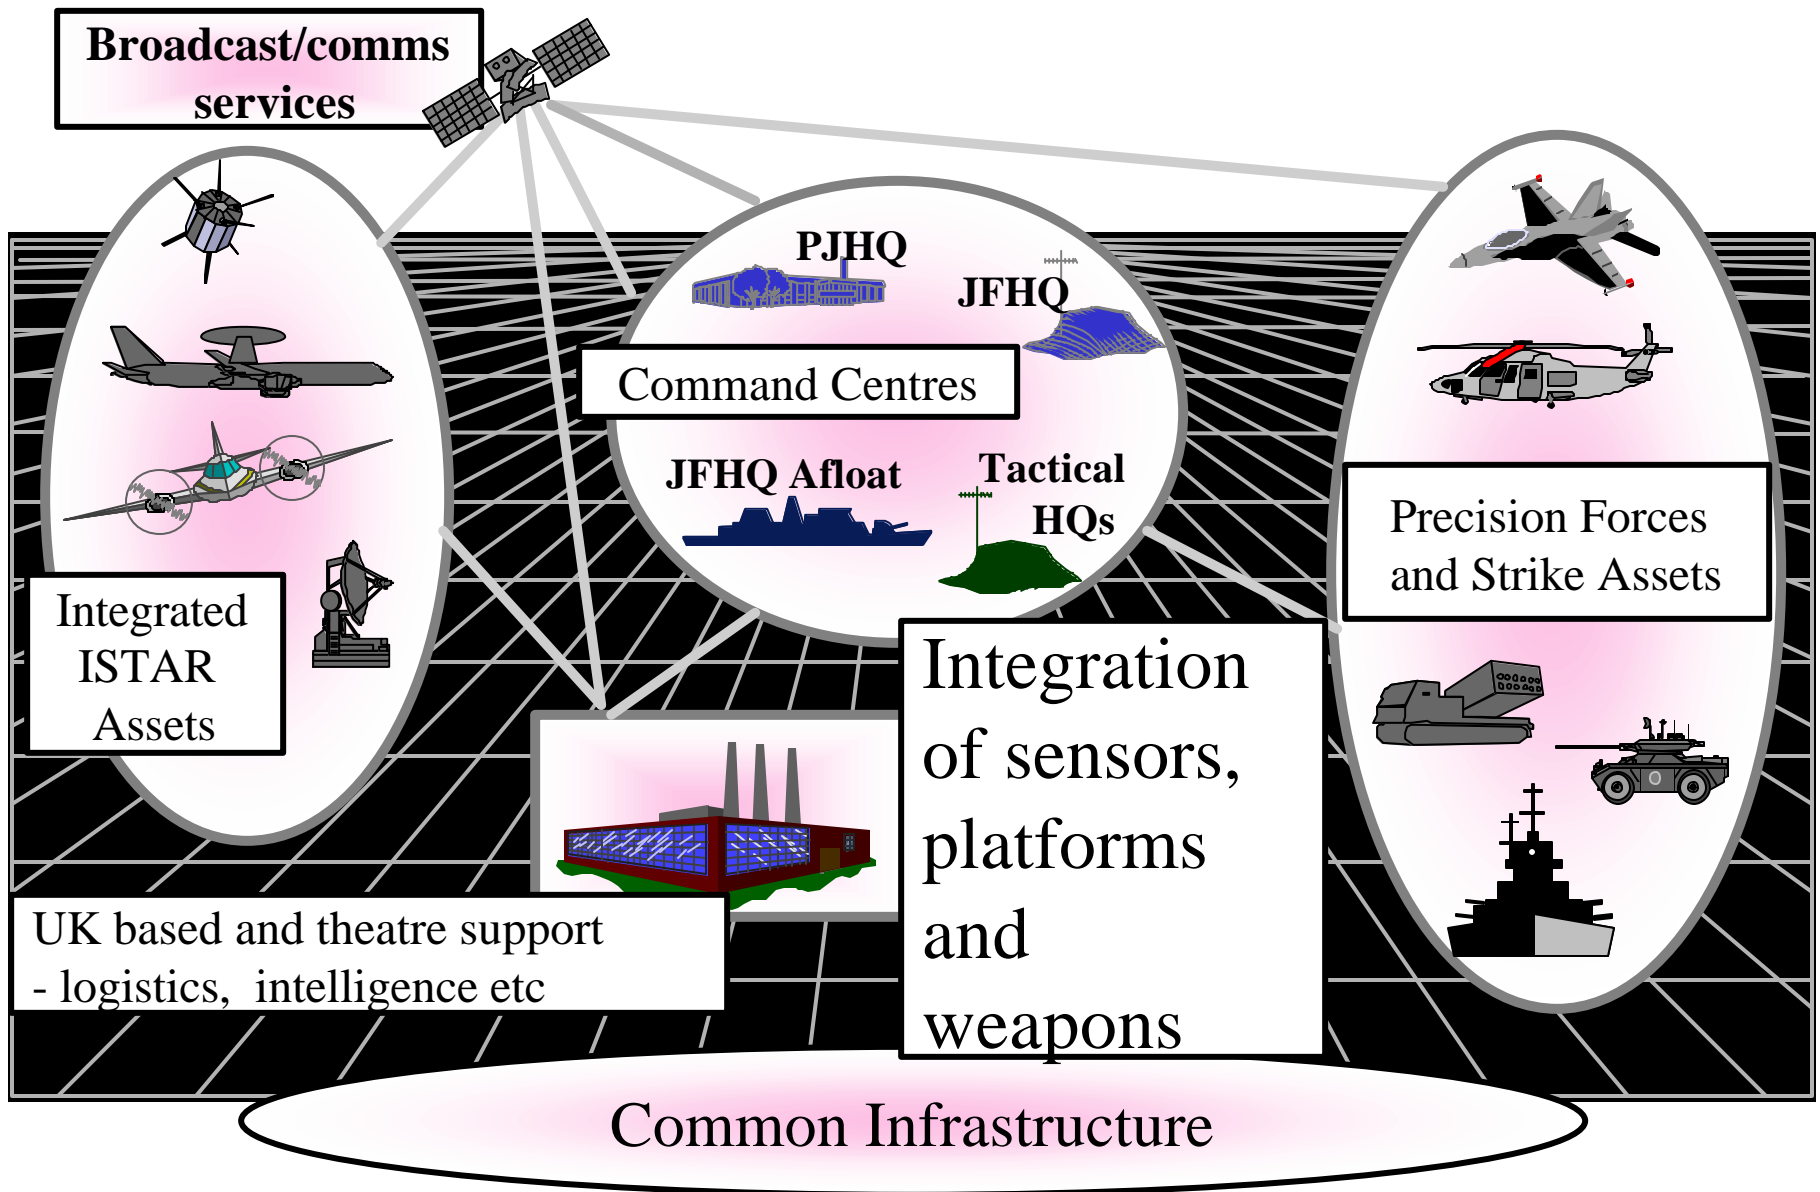 Broadcast/comms
services
PJHQ
JFHQ
Command Centres
JFHQ Afloat
Tactical
HQs
Precision Forces
and Strike Assets
Integrated
ISTAR
Assets
Integration
of sensors,
platforms
and
weapons
UK based and theatre support
- logistics,  intelligence etc
Common Infrastructure